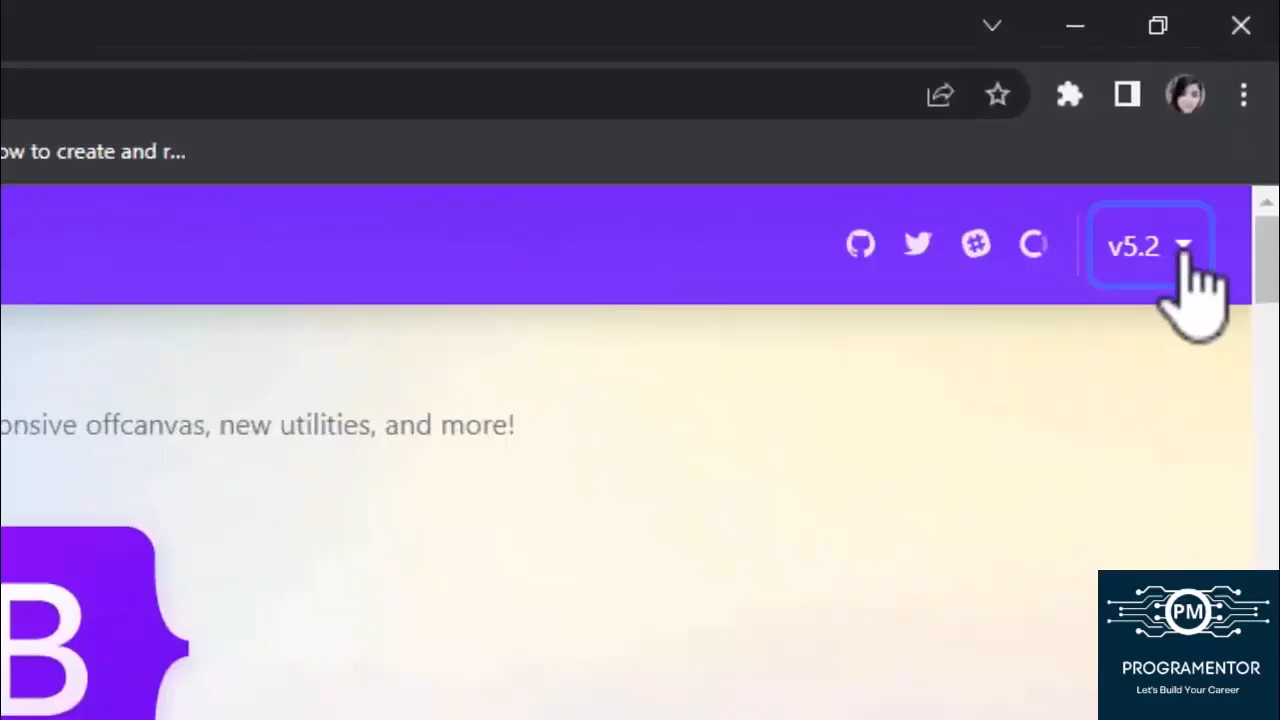 ow to create and r...
v5.2
onsive offcanvas, new utilities, and more!
B
PM
PROGRAMENTOR
Let's Build Your Career